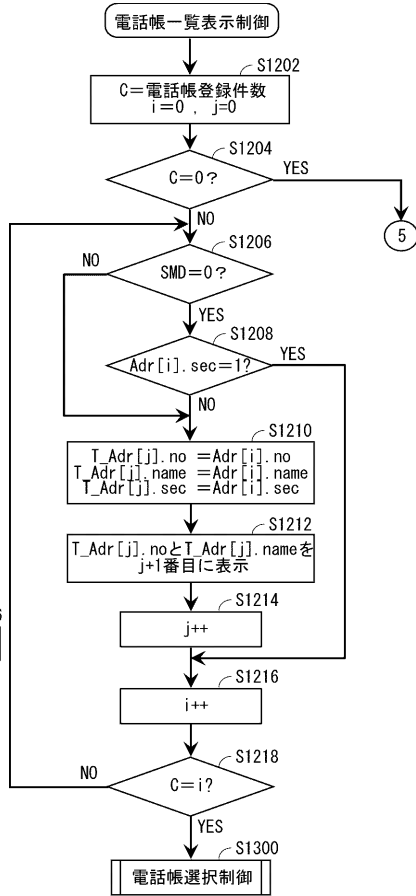 電話帳一覧表示制御
S1202
C=電話帳登録件数
i=0 , j=0
S1204
C=0?
YES
NO
5
S1206
SMD=0?
NO
YES
S1208
Adr[i].sec=1?
YES
NO
S1210
T_Adr[j].no =Adr[i].no
T_Adr[j].name =Adr[i].name
T_Adr[j].sec =Adr[i].sec
S1212
T_Adr[j].noとT_Adr[j].nameを
j+1番目に表示
S1214
j++
S1216
i++
S1218
C=i?
NO
YES
S1300
電話帳選択制御